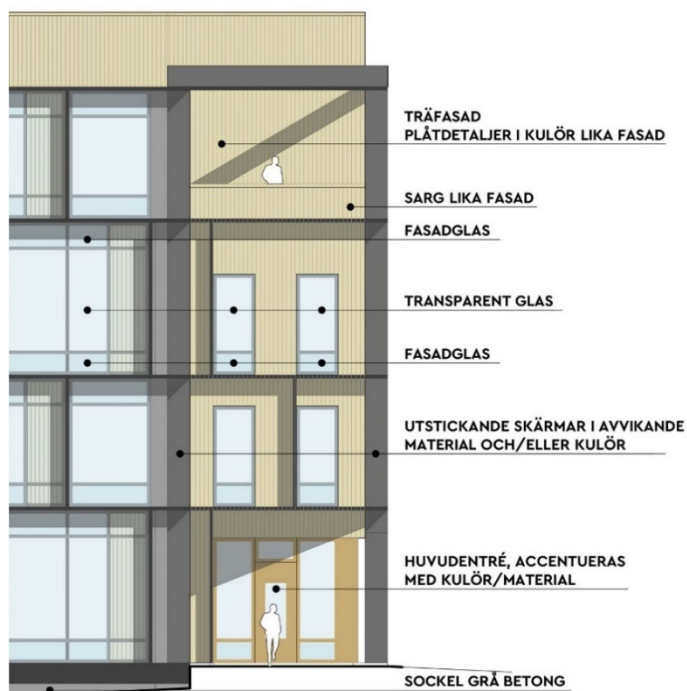 TRÄFASAD
PLÅTDETALJER I KULÖR LIKA FASAD
SARG LIKA FASAD
FASADGLAS
TRANSPARENT GLAS
FASADGLAS
UTSTICKANDE SKÄRMAR I AVVIKANDE
MATERIAL OCH/ELLER KULÖR
HUVUDENTRÉ, ACCENTUERAS
MED KULÖR/MATERIAL
SOCKEL GRÅ BETONG